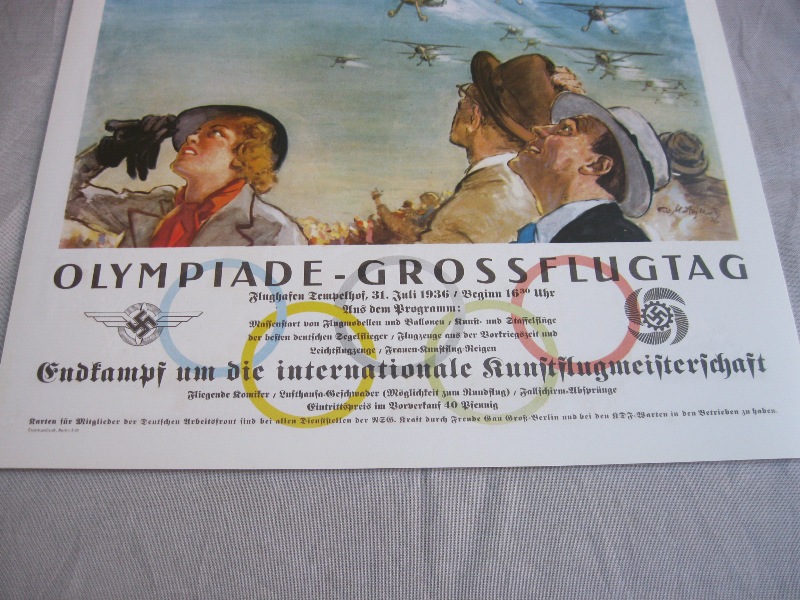 OLYMPIADE-GROSSFLUGTAG
Flughafen Tempelhof, 31. Juli 1936 / Beginn 16³⁰ Uhr
Aus dem Programm:
Massenstart von Flugmodellen und Ballonen / Kunst- und Staffelflüge
der besten deutschen Segelflieger / Flugzeuge aus der Vorkriegszeit und
Leichtflugzeuge / Frauen-Kunstflug-Reigen
Endkampf um die internationale Kunstflugmeisterschaft
Fliegende Komiker / Lufthansa-Geschwader (Möglichkeit zum Rundflug) / Fallschirm-Absprünge
Eintrittspreis im Vorverkauf 40 Pfennig
Karten für Mitglieder der Deutschen Arbeitsfront sind bei allen Dienststellen der NSG. Kraft durch Freude Gau Groß-Berlin und bei den KDF-Warten in den Betrieben zu haben.